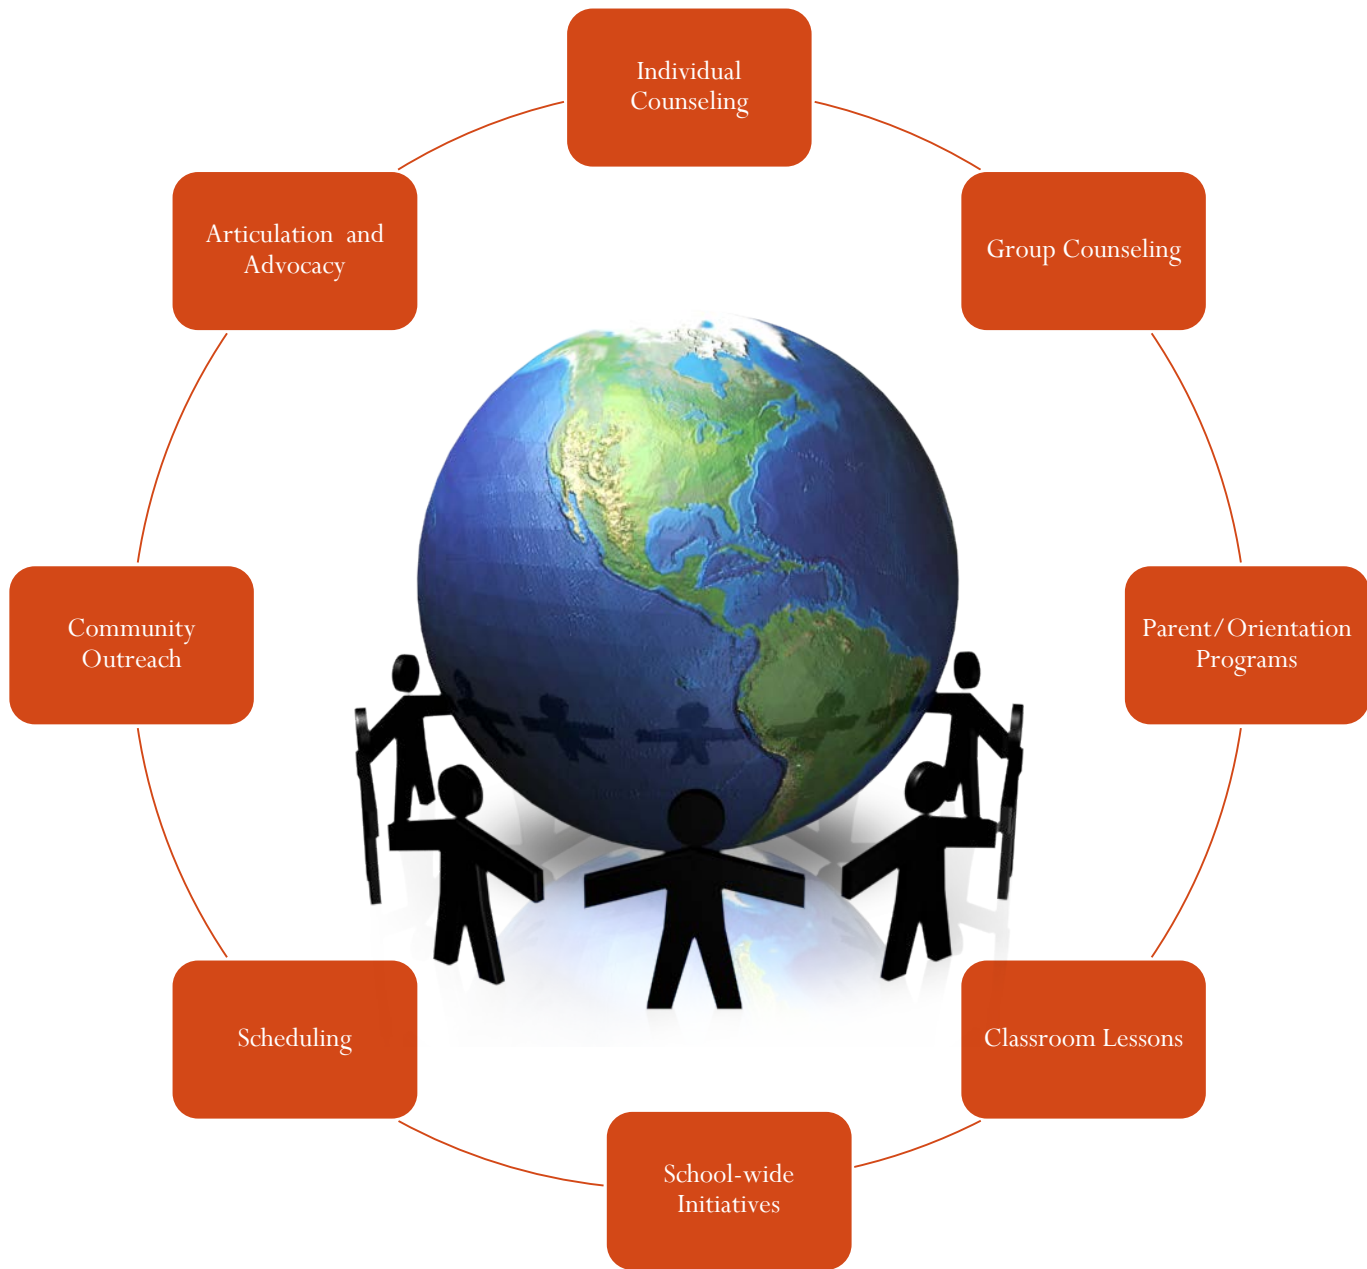 Individual
Counseling
Group Counseling
Parent/Orientation
Programs
Classroom Lessons
School-wide
Initiatives
Scheduling
Community
Outreach
Articulation and
Advocacy